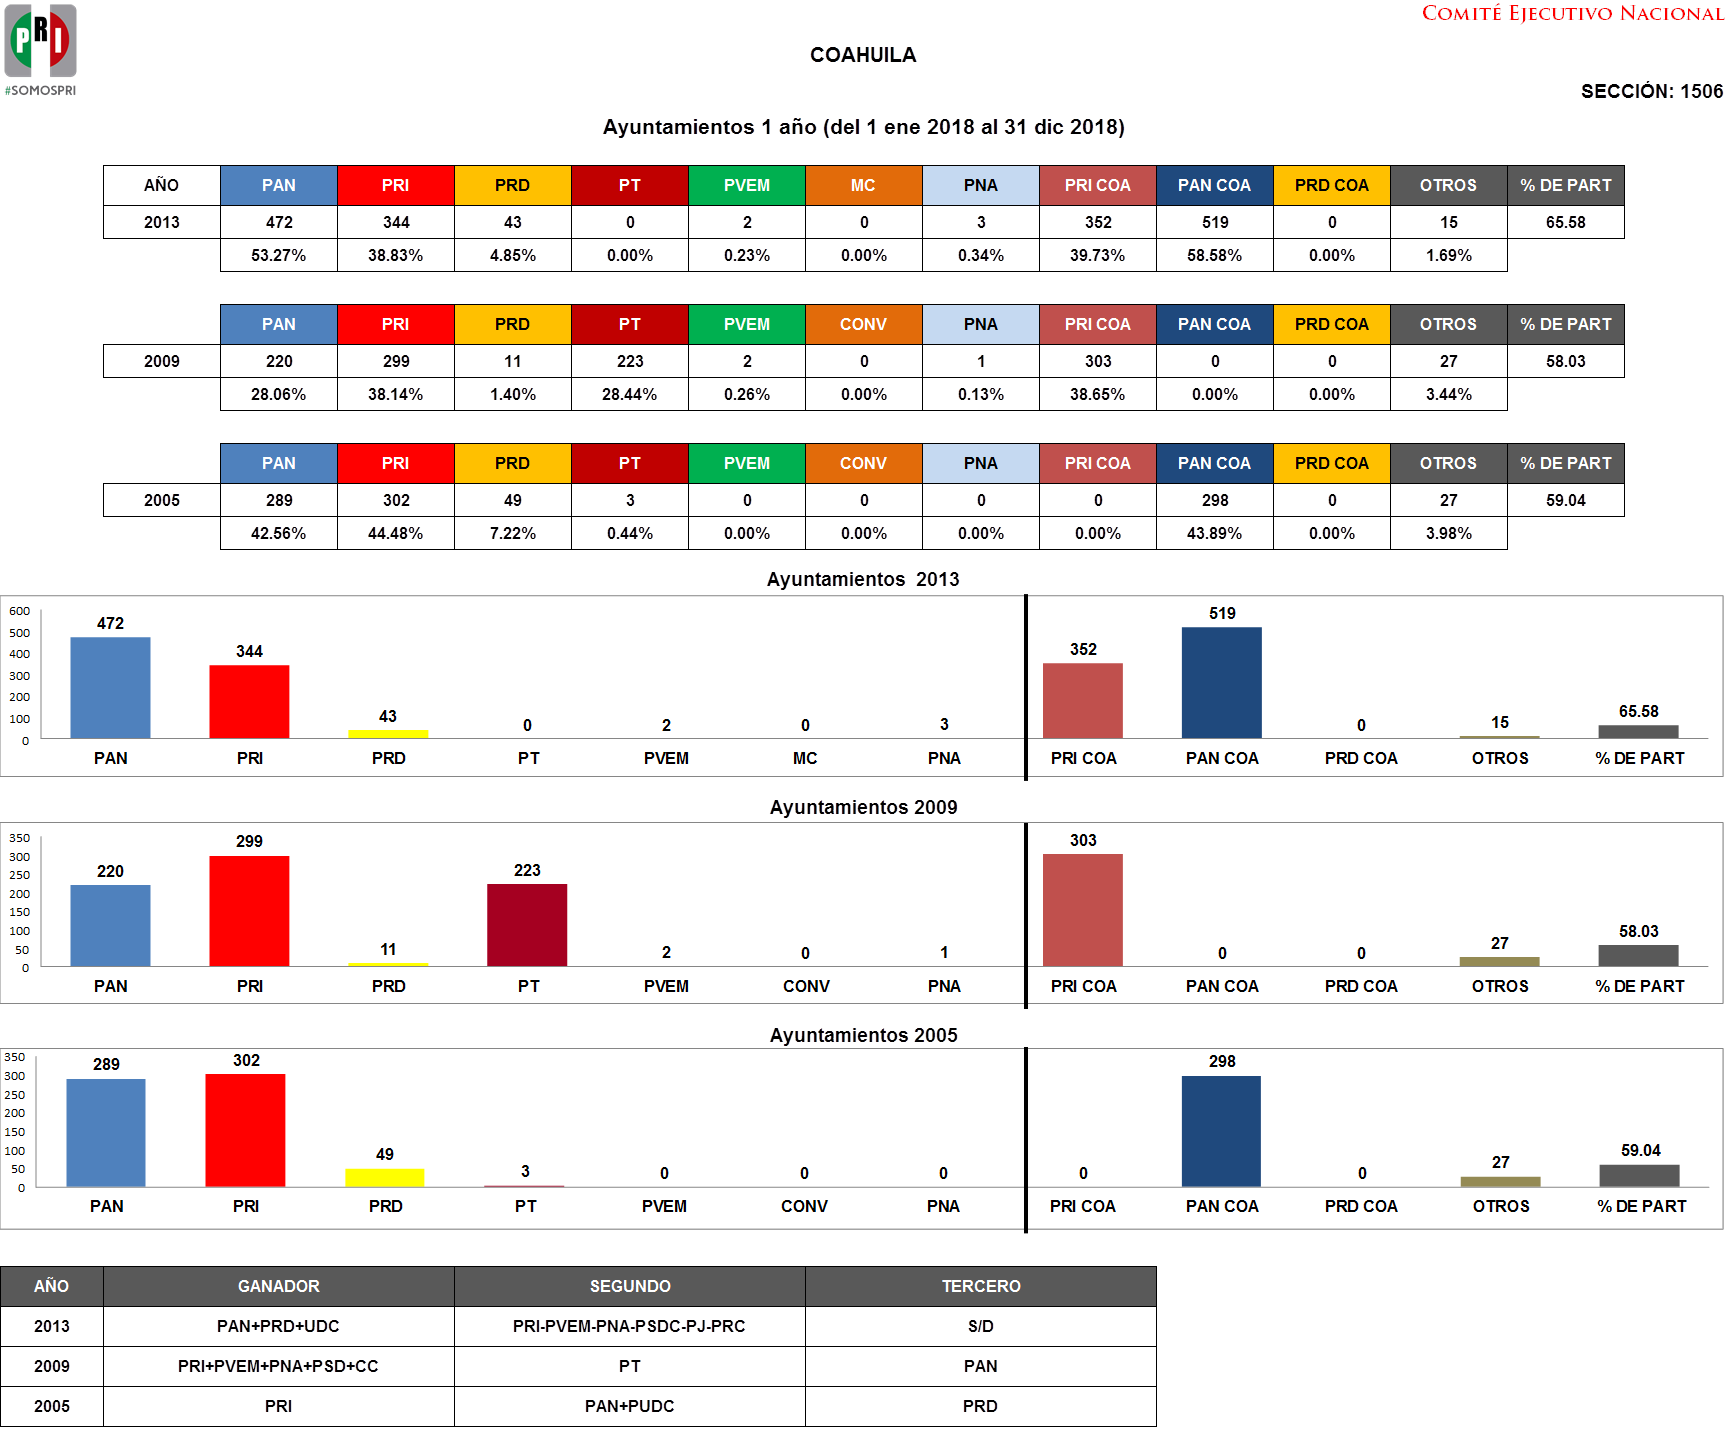 PRI
#SOMOSPRI
COMITÉ EJECUTIVO NACIONAL
COAHUILA
SECCIÓN: 1506
Ayuntamientos 1 año (del 1 ene 2018 al 31 dic 2018)
AÑO PAN PRI PRD PT PVEM MC PNA PRI COA PAN COA PRD COA OTROS % DE PART
2013 472 344 43 0 2 0 3 352 519 0 15 65.58
53.27% 38.83% 4.85% 0.00% 0.23% 0.00% 0.34% 39.73% 58.58% 0.00% 1.69%
PAN PRI PRD PT PVEM CONV PNA PRI COA PAN COA PRD COA OTROS % DE PART
2009 220 299 11 223 2 0 1 303 0 0 27 58.03
28.06% 38.14% 1.40% 28.44% 0.26% 0.00% 0.13% 38.65% 0.00% 0.00% 3.44%
PAN PRI PRD PT PVEM CONV PNA PRI COA PAN COA PRD COA OTROS % DE PART
2005 289 302 49 3 0 0 0 0 298 0 27 59.04
42.56% 44.48% 7.22% 0.44% 0.00% 0.00% 0.00% 0.00% 43.89% 0.00% 3.98%
Ayuntamientos 2013
600
500
400
300
200
100
0
472 344 43 0 2 0 3 352 519 0 15 65.58
PAN PRI PRD PT PVEM MC PNA PRI COA PAN COA PRD COA OTROS % DE PART
Ayuntamientos 2009
350
300
250
200
150
100
50
0
220 299 11 223 2 0 1 303 0 0 27 58.03
PAN PRI PRD PT PVEM CONV PNA PRI COA PAN COA PRD COA OTROS % DE PART
Ayuntamientos 2005
350
300
250
200
150
100
50
0
289 302 49 3 0 0 0 0 298 0 27 59.04
PAN PRI PRD PT PVEM CONV PNA PRI COA PAN COA PRD COA OTROS % DE PART
AÑO GANADOR SEGUNDO TERCERO
2013 PAN+PRD+UDC PRI-PVEM-PNA-PSDC-PJ-PRC S/D
2009 PRI+PVEM+PNA+PSD+CC PT PAN
2005 PRI PAN+PUDC PRD